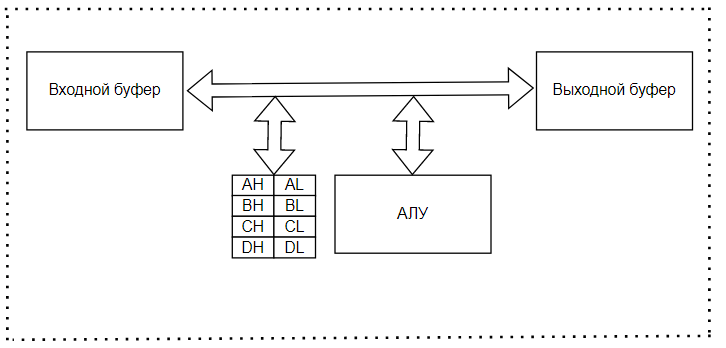 Входной буфер
Выходной буфер
AH AL
BH BL
CH CL
DH DL
АЛУ